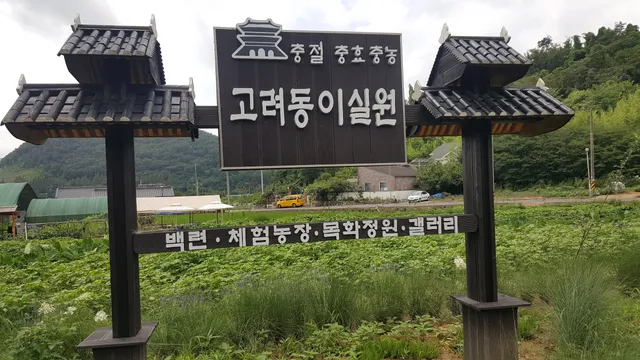 충절 충효충농
고려동이실원
백련·체험농장·목화정원·갤러리